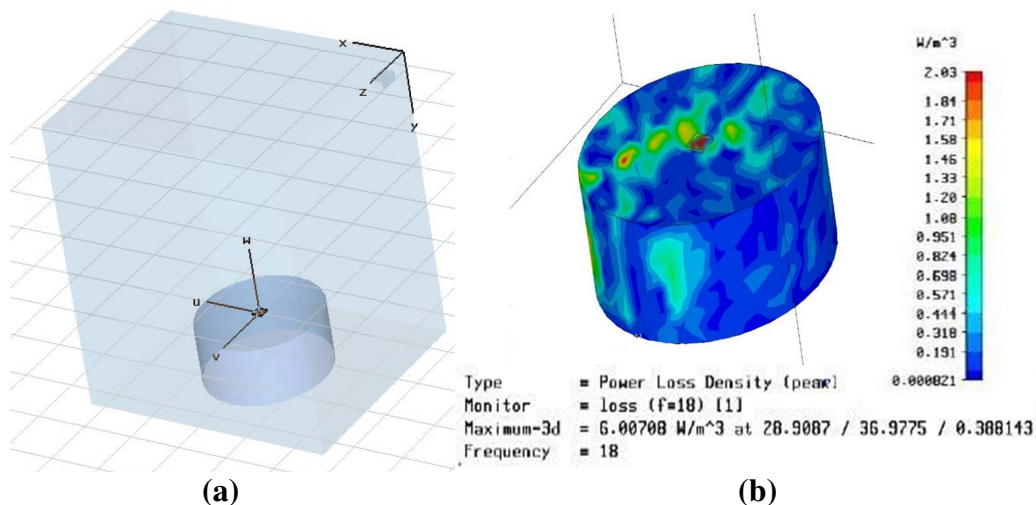 x
z
y
w
u
v
W/m^3
2.03
1.84
1.71
1.58
1.46
1.33
1.20
1.08
0.951
0.824
0.698
0.571
0.444
0.318
0.191
0.000821
Type = Power Loss Density (peak)
Monitor = loss (f=18) [1]
Maximum-3d = 6.00708 W/m^3 at 28.9087 / 36.9775 / 0.388143
Frequency = 18
(a) (b)